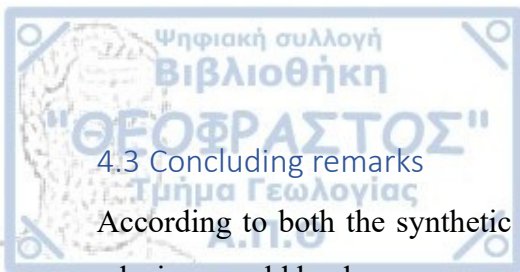 Ψηφιακή συλλογή
Βιβλιοθήκη
"ΘΕΟΦΡΑΣΤΟΣ"
4.3 Concluding remarks
Τμήμα Γεωλογίας
According to both the synthetic
Α.Π.Θ